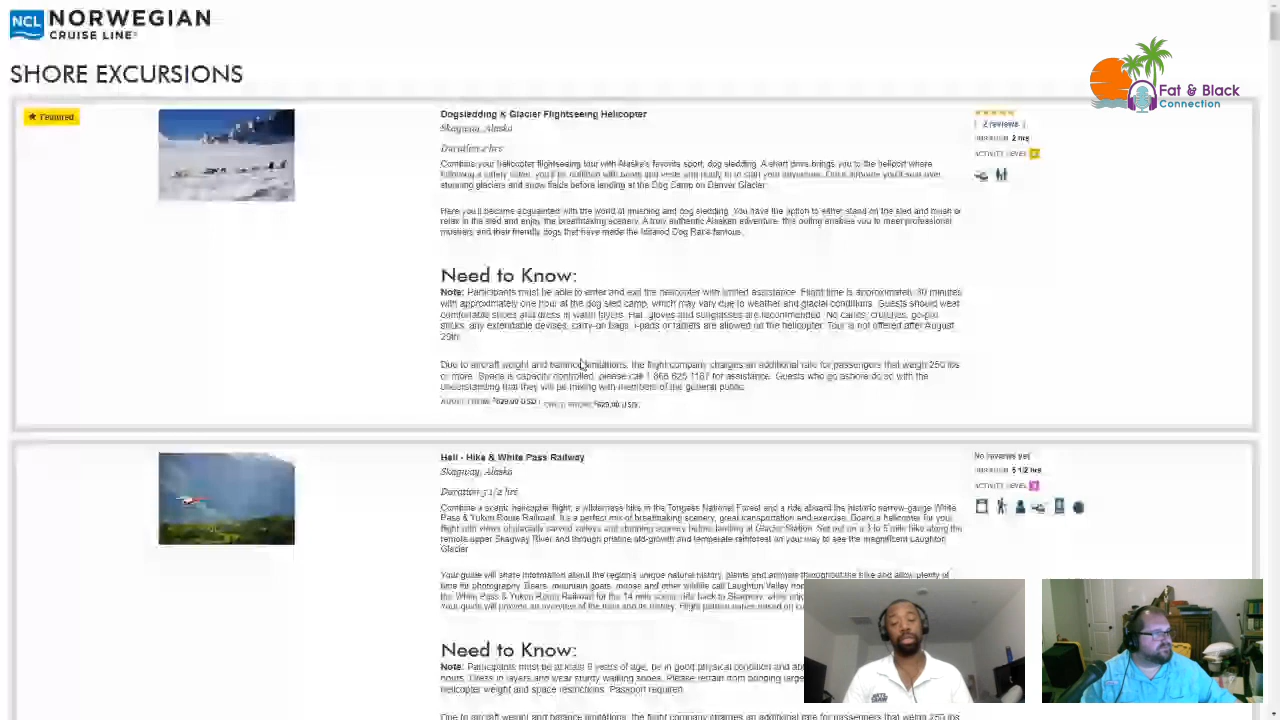 NCL NORWEGIAN
CRUISE LINE®
SHORE EXCURSIONS
Fat & Black
Connection
★ Featured
Dogsledding & Glacier Flightseeing Helicopter
Skagway, Alaska
Duration 2 hrs
2 reviews
2 hrs
ACTIVITY LEVEL
Combine your helicopter flightseeing tour with Alaska's favorite sport, dog sledding. A short drive brings you to the heliport where
following a safety video, you'll be outfitted with boots and vests and ready to to start your adventure. Once airborne you'll soar over
stunning glaciers and snow fields before landing at the Dog Camp on Denver Glacier.
Here you'll become acquainted with the world of mushing and dog sledding. You have the option to either stand on the sled and mush or
relax in the sled and enjoy the breathtaking scenery. A truly authentic Alaskan adventure, this outing enables you to meet professional
mushers and their friendly dogs that have made the Iditarod Dog Race famous.
Need to Know:
Note: Participants must be able to enter and exit the helicopter with limited assistance. Flight time is approximately 30 minutes
with approximately one hour at the dog sled camp, which may vary due to weather and glacial conditions. Guests should wear
comfortable shoes and dress in warm layers. Hat, gloves and sunglasses are recommended. No canes, crutches, go-pro
sticks, any extendable devises, carry-on bags, i-pads or tablets are allowed on the helicopter. Tour is not offered after August
29th.
Due to aircraft weight and balance limitations, the flight company charges an additional rate for passengers that weigh 250 lbs
or more. Space is capacity controlled, please call 1 866 625 1167 for assistance. Guests who go ashore do so with the
understanding that they will be mixing with members of the general public.
$629.00 USD
Heli - Hike & White Pass Railway
Skagway, Alaska
Duration 5 1/2 hrs
No reviews yet
5 1/2 hrs
ACTIVITY LEVEL 3
Combine a scenic helicopter flight, a wilderness hike in the Tongass National Forest and a ride aboard the historic narrow-gauge White
Pass & Yukon Route Railroad. It's a perfect mix of breathtaking scenery, great transportation and exercise. Board a helicopter for your
flight with views of glacially carved valleys and stunning scenery before landing at Glacier Station. Set out on a 3 to 5 mile hike along the
remote upper Skagway River and through pristine old-growth and temperate rainforest on your way to see the magnificent Laughton
Glacier
Your guide will share information about the region's unique natural history, plants and animals throughout the hike and allow plenty of
time for photography. Bears, mountain goats, moose and other wildlife call Laughton Valley
the White Pass & Yukon Route Railroad for the 14 mile scenic ride back to Skagway, while
Your guide will provide an overview of the train and its history. Flight
Need to Know:
Note: Participants must be at least 8 years of age, be in good physical condition and
hours. Dress in layers and wear sturdy walking shoes. Please refrain from bringing large
helicopter weight and space restrictions. Passport required.
Due to aircraft weight and balance limitations, the flight company charges an additional rate for passengers that weigh 250 lbs